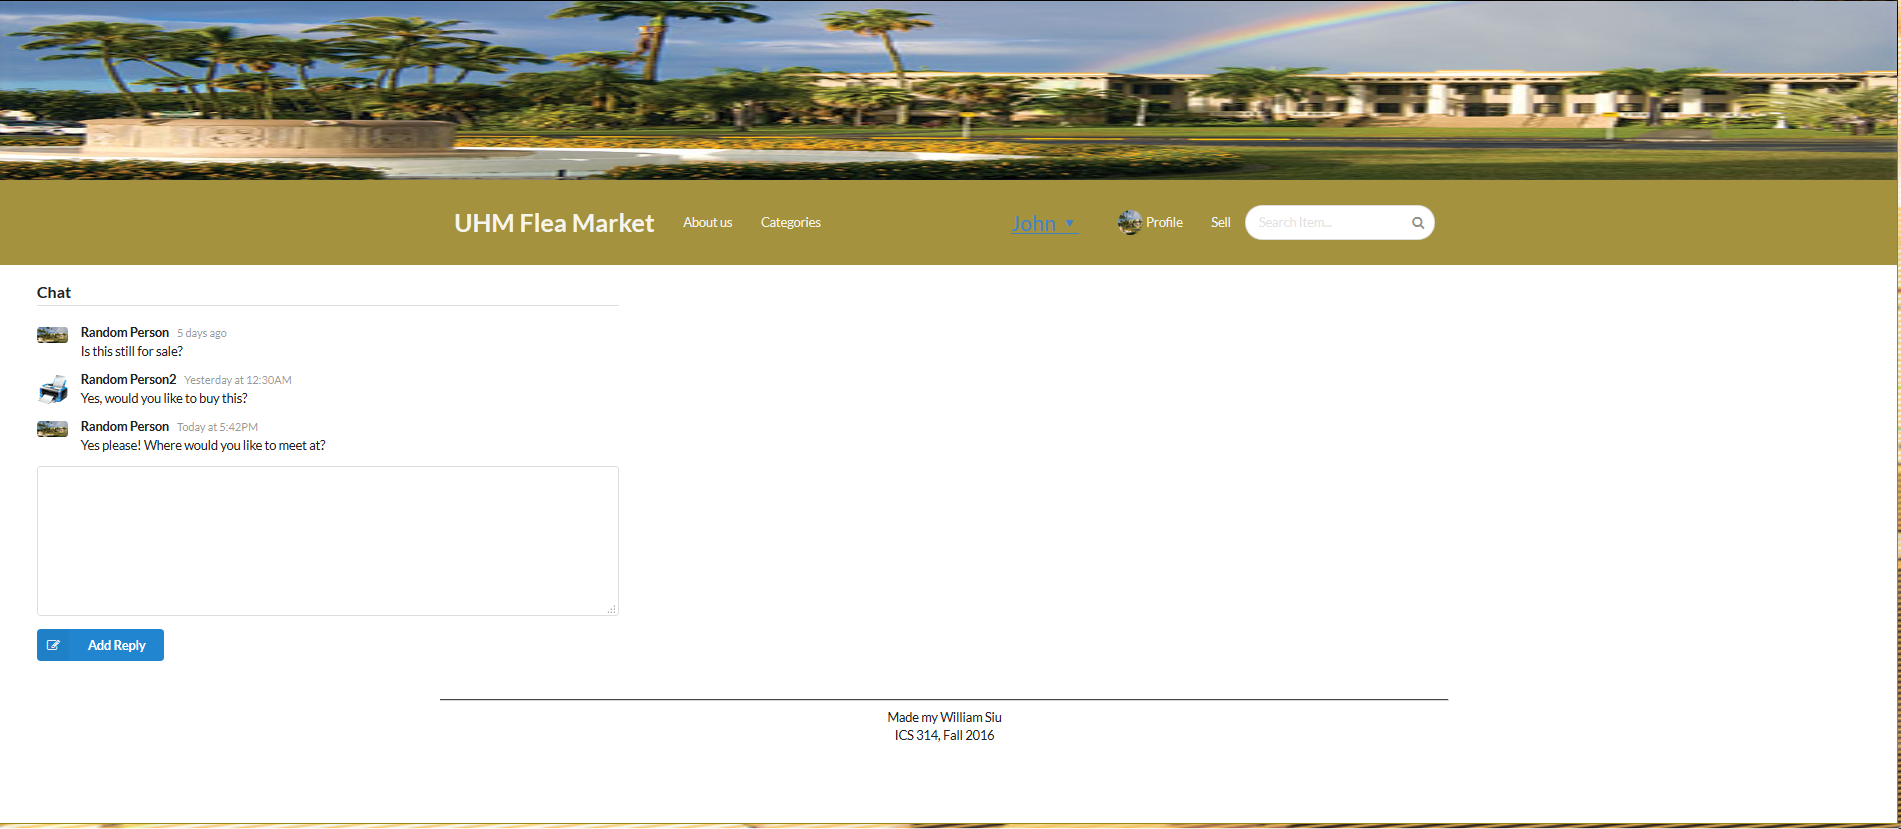 UHM Flea Market About us Categories John Profile Sell Search Item...
Chat
Random Person 5 days ago
Is this still for sale?
Random Person2 Yesterday at 12:30AM
Yes, would you like to buy this?
Random Person Today at 5:42PM
Yes please! Where would you like to meet at?
Add Reply
Made my William Siu
ICS 314, Fall 2016